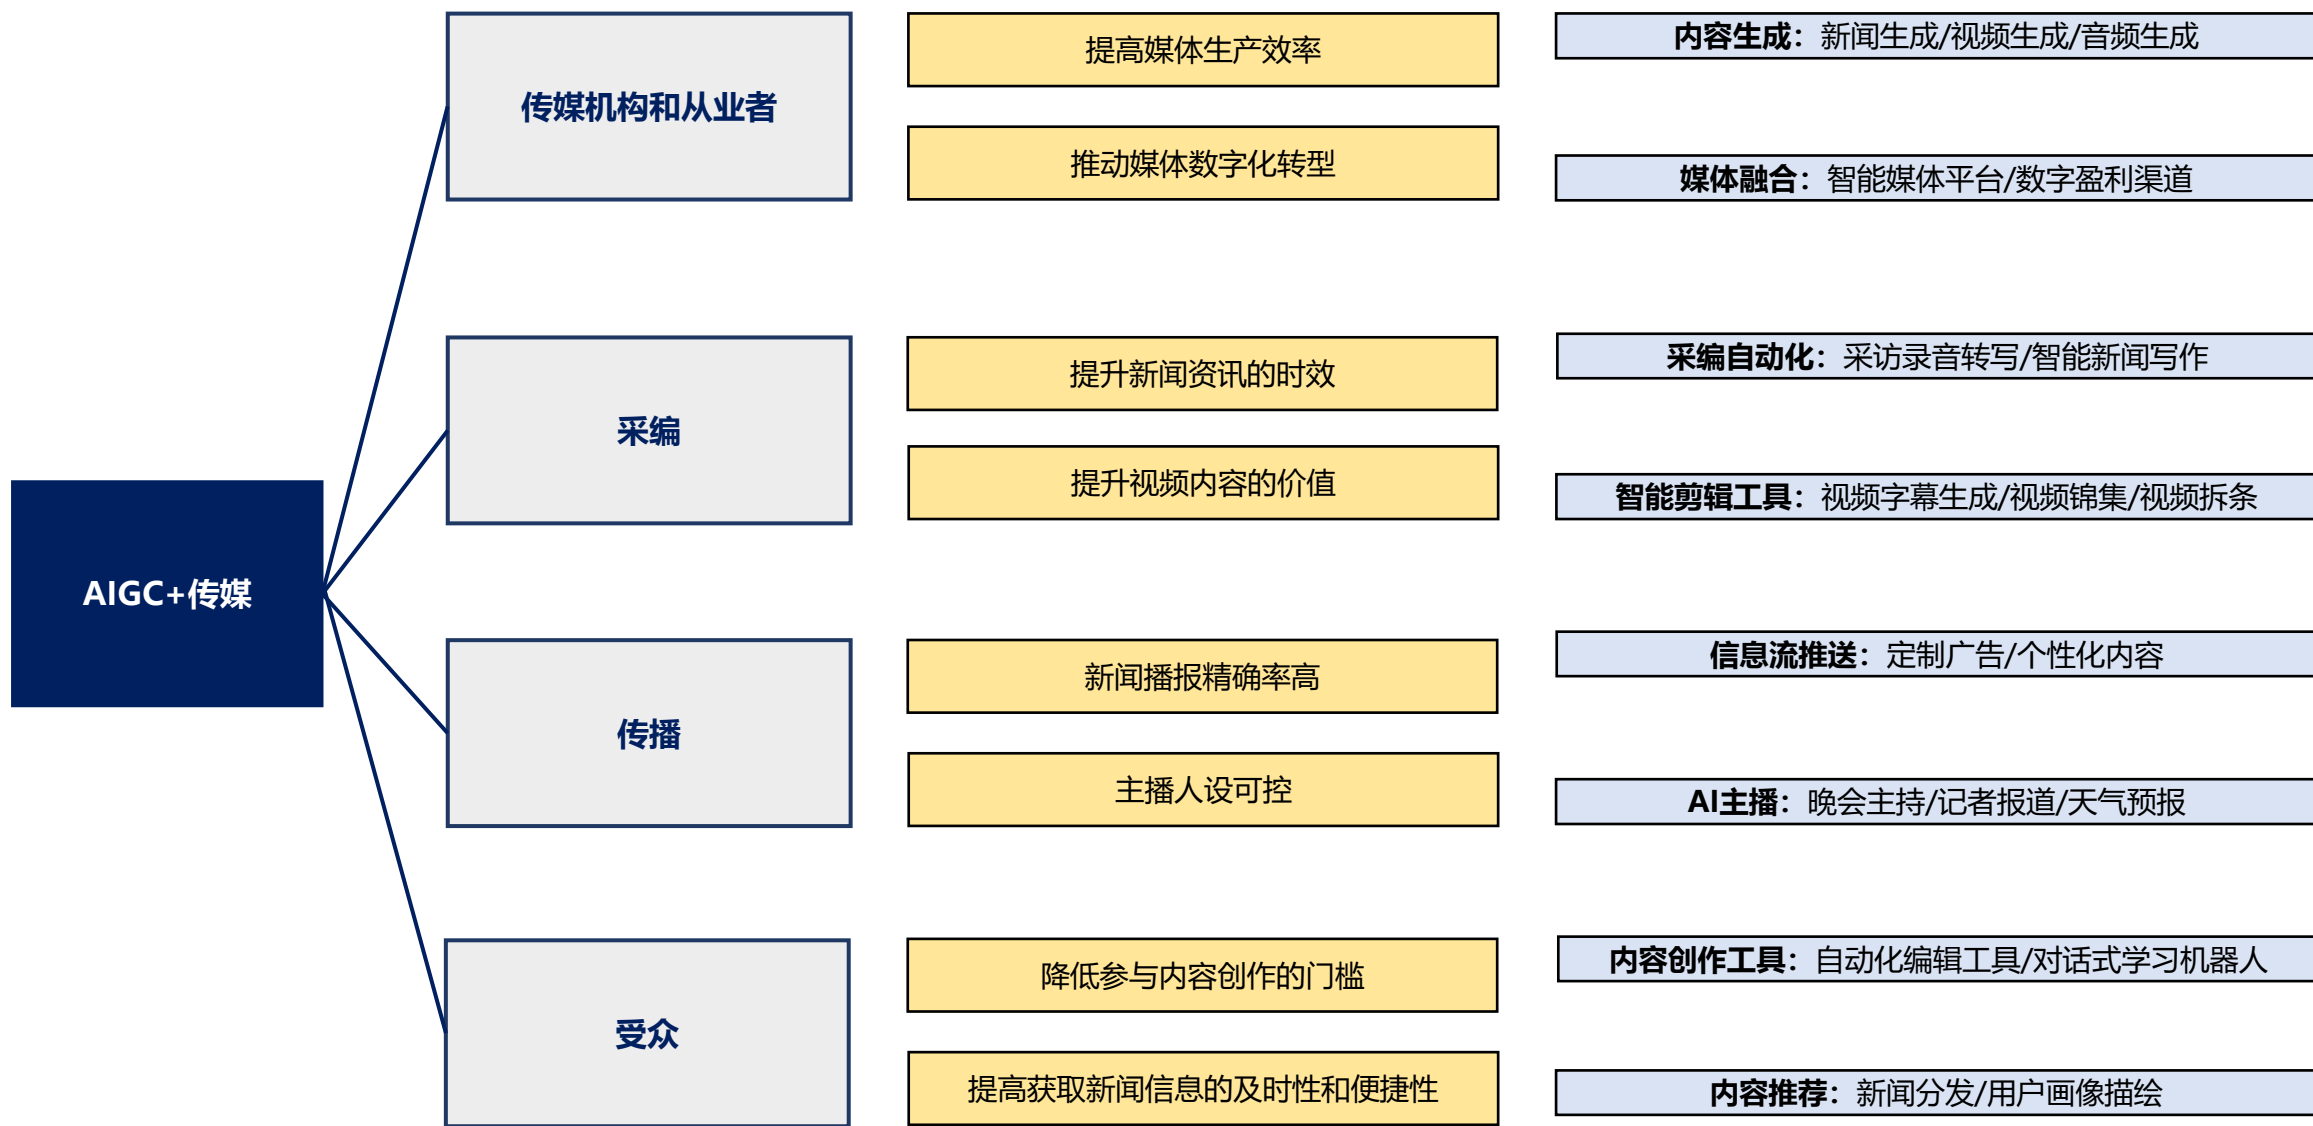 AIGC+传媒
传媒机构和从业者
提高媒体生产效率
推动媒体数字化转型
内容生成：新闻生成/视频生成/音频生成
媒体融合：智能媒体平台/数字盈利渠道
采编
提升新闻资讯的时效
提升视频内容的价值
采编自动化：采访录音转写/智能新闻写作
智能剪辑工具：视频字幕生成/视频锦集/视频拆条
传播
新闻播报精确率高
主播人设可控
信息流推送：定制广告/个性化内容
AI主播：晚会主持/记者报道/天气预报
受众
降低参与内容创作的门槛
提高获取新闻信息的及时性和便捷性
内容创作工具：自动化编辑工具/对话式学习机器人
内容推荐：新闻分发/用户画像描绘